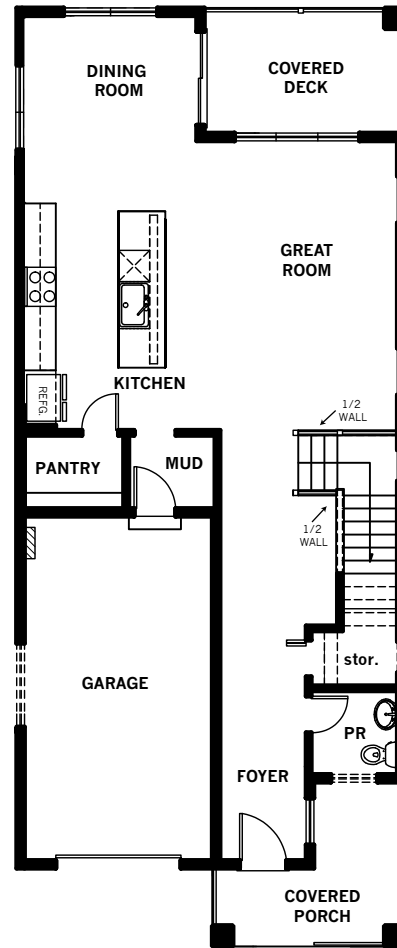 DINING
ROOM
COVERED
DECK
GREAT
ROOM
KITCHEN
REFG.
1/2
WALL
PANTRY
MUD
1/2
WALL
stor.
GARAGE
PR
FOYER
COVERED
PORCH